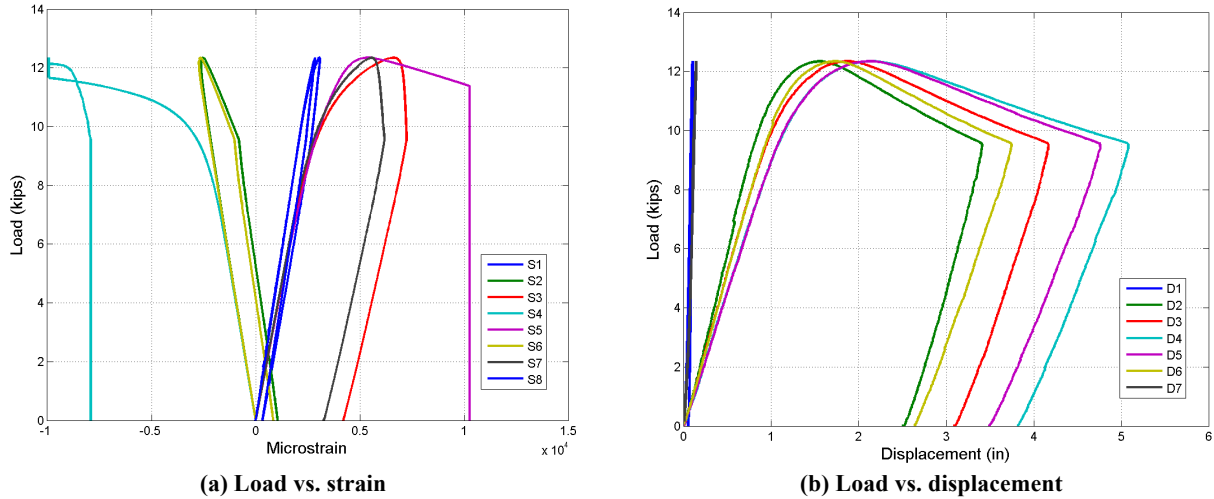 14
12
10
8
6
4
2
0
Load (kips)
-1
-0.5
0
0.5
1
1.5
Microstrain
x 10⁴
S1
S2
S3
S4
S5
S6
S7
S8
(a) Load vs. strain
14
12
10
8
6
4
2
0
Load (kips)
0
1
2
3
4
5
6
Displacement (in)
D1
D2
D3
D4
D5
D6
D7
(b) Load vs. displacement